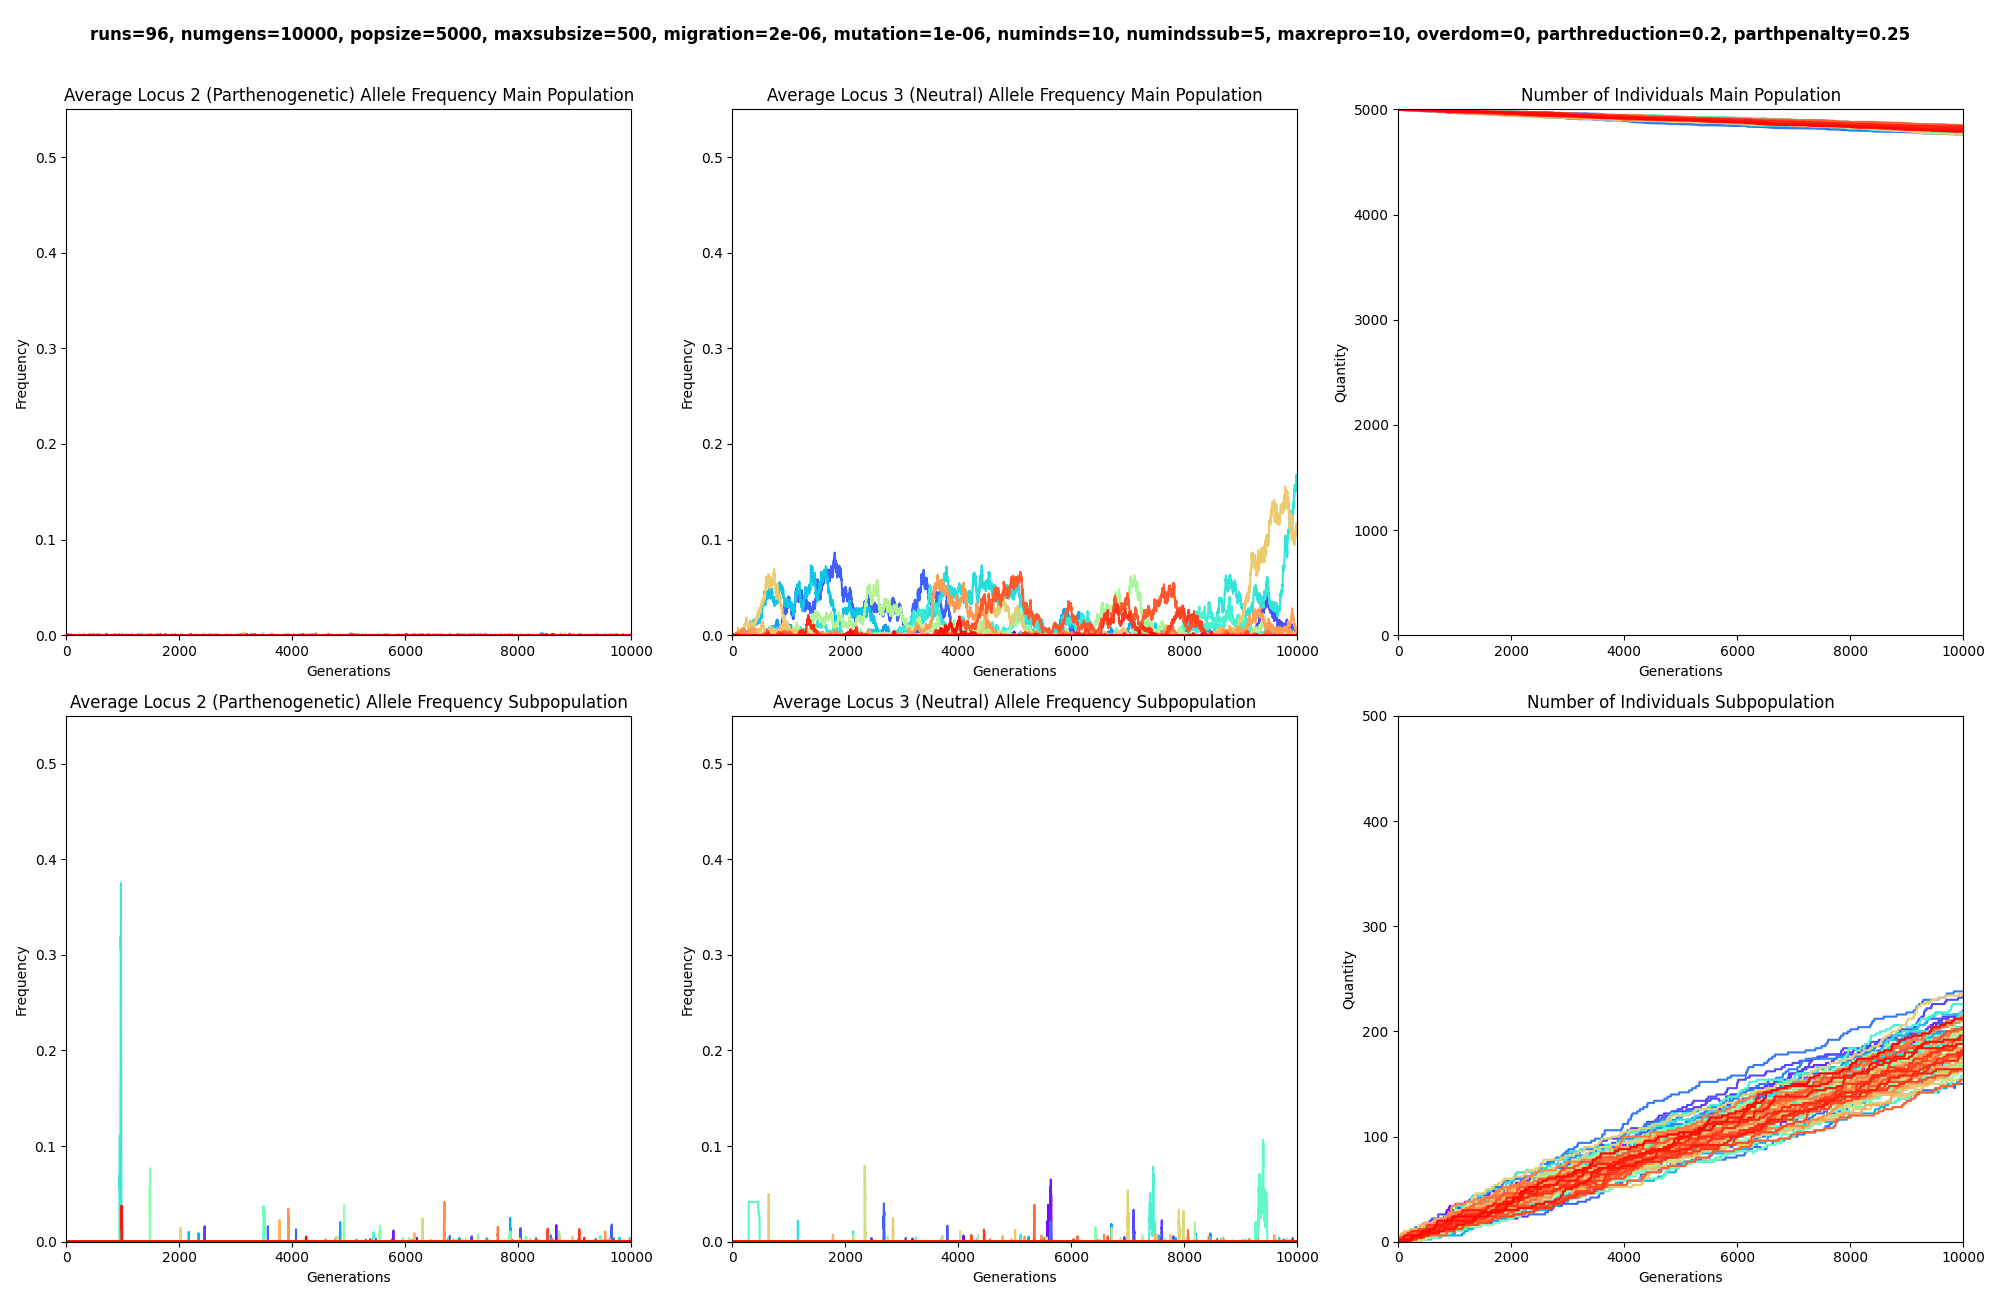 runs=96, numgens=10000, popsize=5000, maxsubsize=500, migration=2e-06, mutation=1e-06, numinds=10, numindssub=5, maxrepro=10, overdom=0, parthreduction=0.2, parthpenalty=0.25
Average Locus 2 (Parthenogenetic) Allele Frequency Main Population
0.5
0.4
0.3
0.2
0.1
0.0
Frequency
0 2000 4000 6000 8000 10000
Generations
Average Locus 3 (Neutral) Allele Frequency Main Population
0.5
0.4
0.3
0.2
0.1
0.0
Frequency
0 2000 4000 6000 8000 10000
Generations
Number of Individuals Main Population
5000
4000
3000
2000
1000
0
Quantity
0 2000 4000 6000 8000 10000
Generations
Average Locus 2 (Parthenogenetic) Allele Frequency Subpopulation
0.5
0.4
0.3
0.2
0.1
0.0
Frequency
0 2000 4000 6000 8000 10000
Generations
Average Locus 3 (Neutral) Allele Frequency Subpopulation
0.5
0.4
0.3
0.2
0.1
0.0
Frequency
0 2000 4000 6000 8000 10000
Generations
Number of Individuals Subpopulation
500
400
300
200
100
0
Quantity
0 2000 4000 6000 8000 10000
Generations